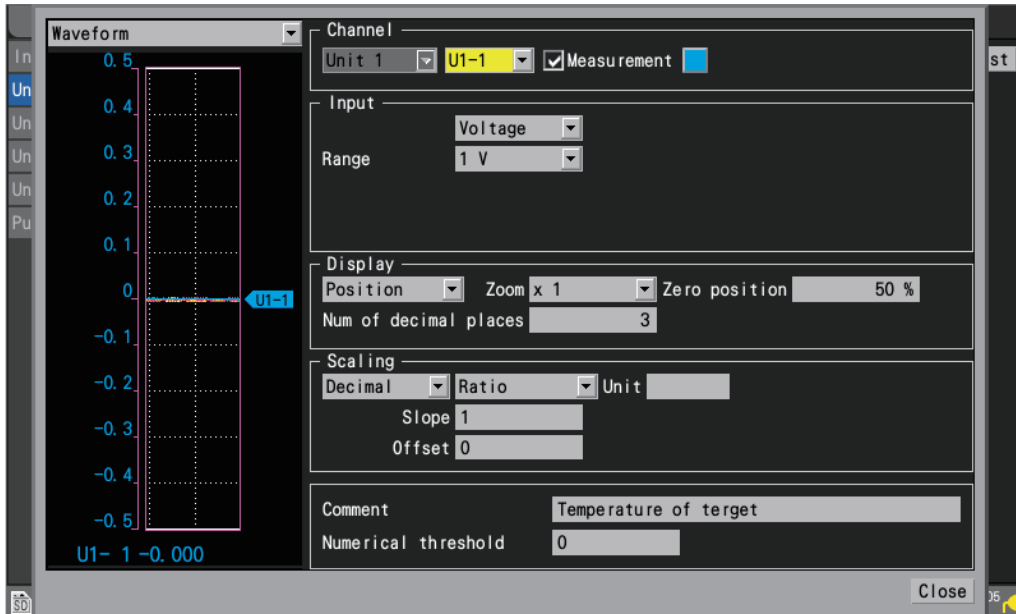 Waveform
0.5
0.4
0.3
0.2
0.1
0
-0.1
-0.2
-0.3
-0.4
-0.5
U1-1
U1- 1 -0.000
Channel
Unit 1 U1-1 Measurement
Input
Voltage
Range 1 V
Display
Position Zoom x 1 Zero position 50 %
Num of decimal places 3
Scaling
Decimal Ratio Unit
Slope 1
Offset 0
Comment Temperature of terget
Numerical threshold 0
Close
In
Un
Un
Un
Un
Pu
st
SD
05